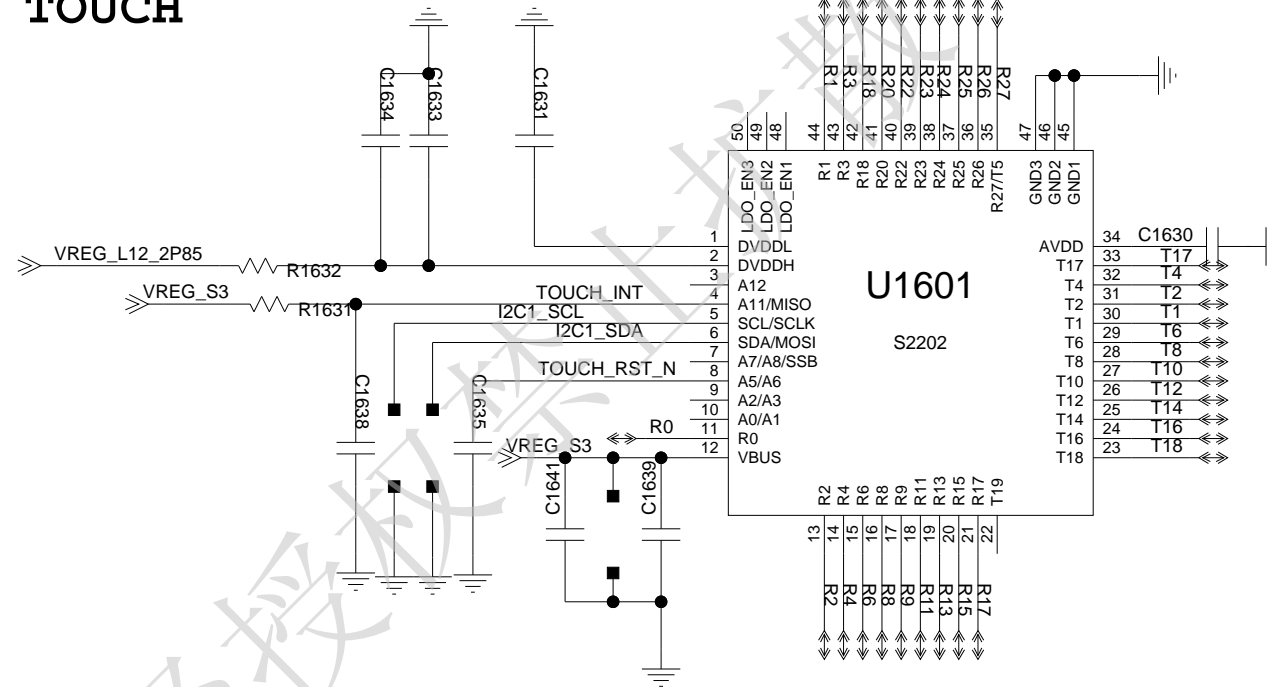 TOUCH
C1634
C1633
C1631
R1
R3
R18
R20
R22
R23
R24
R25
R26
R27
50
49
48
44
43
42
41
40
39
38
37
36
35
47
46
45
LDO_EN3
LDO_EN2
LDO_EN1
R1
R3
R18
R20
R22
R23
R24
R25
R26
R27/T5
GND3
GND2
GND1
VREG_L12_2P85
R1632
VREG_S3
R1631
TOUCH_INT
I2C1_SCL
I2C1_SDA
TOUCH_RST_N
C1638
C1635
R0
VREG_S3
C1641
C1639
1 DVDDL
2 DVDDH
3 A12
4 A11/MISO
5 SCL/SCLK
6 SDA/MOSI
7 A7/A8/SSB
8 A5/A6
9 A2/A3
10 A0/A1
11 R0
12 VBUS
U1601
S2202
AVDD 34 C1630
T17 33 T17
T4 32 T4
T2 31 T2
T1 30 T1
T6 29 T6
T8 28 T8
T10 27 T10
T12 26 T12
T14 25 T14
T16 24 T16
T18 23 T18
R2
R4
R6
R8
R9
R11
R13
R15
R17
T19
13
14
15
16
17
18
19
20
21
22
R2
R4
R6
R8
R9
R11
R13
R15
R17
授权禁止扩散